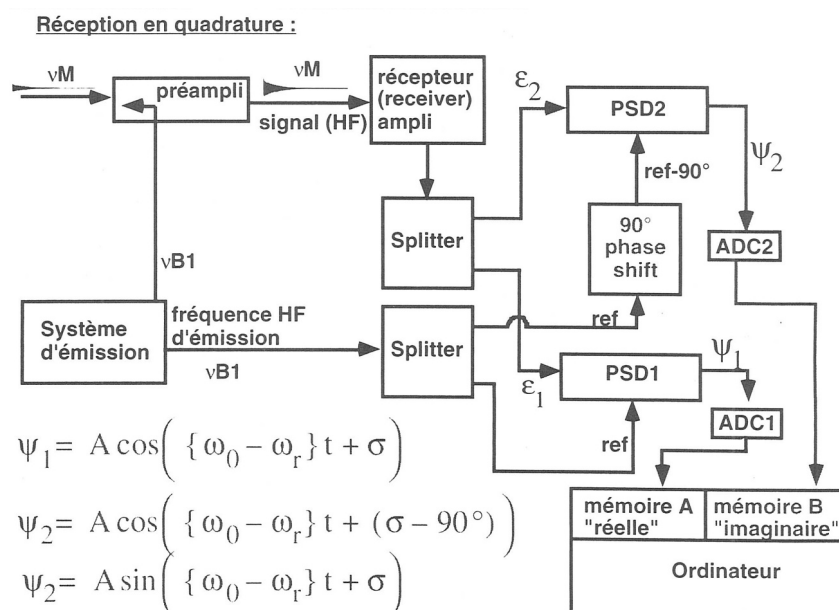 Réception en quadrature :
νM
préampli
νM
signal (HF)
récepteur
(receiver)
ampli
ε₂
PSD2
ψ₂
ref-90°
Splitter
90°
phase
shift
ADC2
νB1
Système
d'émission
fréquence HF
d'émission
νB1
Splitter
ref
ε₁
PSD1
ψ₁
ref
ADC1
ψ₁= A cos( {ω₀ − ωᵣ} t + σ)
ψ₂= A cos( {ω₀ − ωᵣ} t + (σ − 90°))
ψ₂= A sin( {ω₀ − ωᵣ} t + σ)
mémoire A
"réelle"
mémoire B
"imaginaire"
Ordinateur